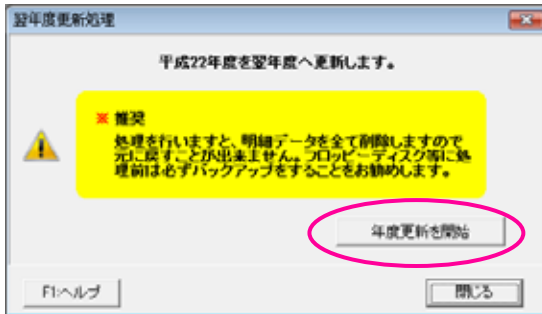 翌年度更新処理
平成22年度を翌年度へ更新します。
※ 推奨
処理を行いますと、明細データを全て削除しますので
元に戻すことが出来ません。フロッピーディスク等に処
理前は必ずバックアップをすることをお勧めします。
年度更新を開始
F1:ヘルプ
閉じる